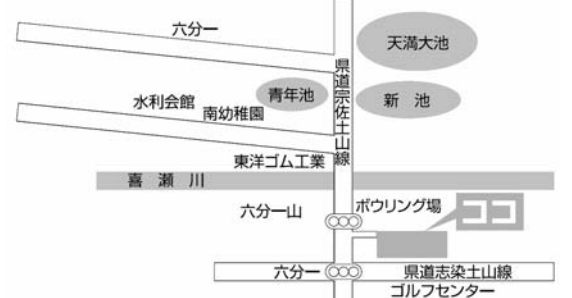 六分一
天満大池
県道宗佐土山線
青年池
新池
水利会館
南幼稚園
東洋ゴム工業
喜瀬川
六分一山
ボウリング場
ココ
六分一
県道志染土山線
ゴルフセンター